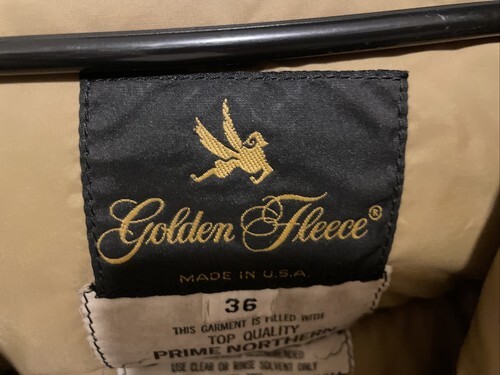 Golden Fleece®
MADE IN U.S.A.
36
THIS GARMENT IS FILLED WITH
TOP QUALITY
PRIME NORTHERN
RECOMMENDED
USE CLEAR OR RINSE SOLVENT ONLY